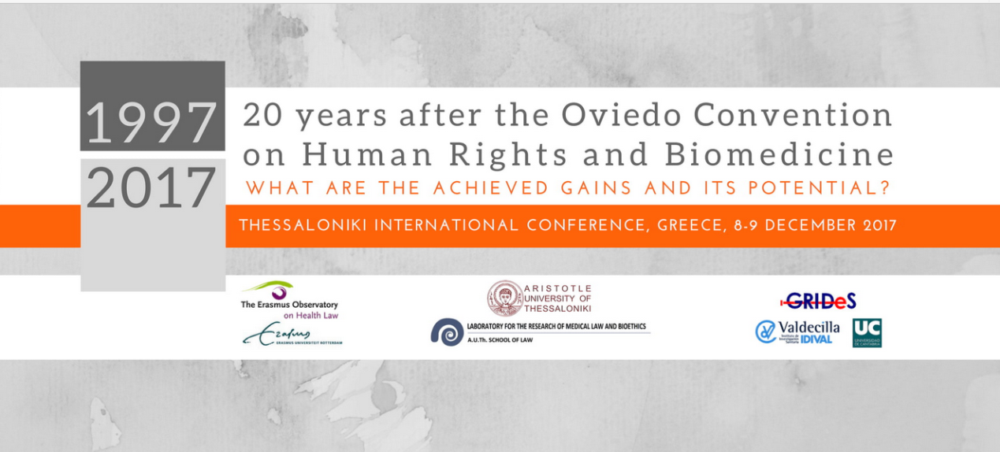 1997
2017
20 years after the Oviedo Convention
on Human Rights and Biomedicine
WHAT ARE THE ACHIEVED GAINS AND ITS POTENTIAL?
THESSALONIKI INTERNATIONAL CONFERENCE, GREECE, 8-9 DECEMBER 2017
The Erasmus Observatory
on Health Law
Erasmus
ERASMUS UNIVERSITEIT ROTTERDAM
ARISTOTLE
UNIVERSITY OF
THESSALONIKI
LABORATORY FOR THE RESEARCH OF MEDICAL LAW AND BIOETHICS
A.U.Th. SCHOOL OF LAW
GRIDeS
Valdecilla
IDIVAL
UC
UNIVERSIDAD
DE CANTABRIA